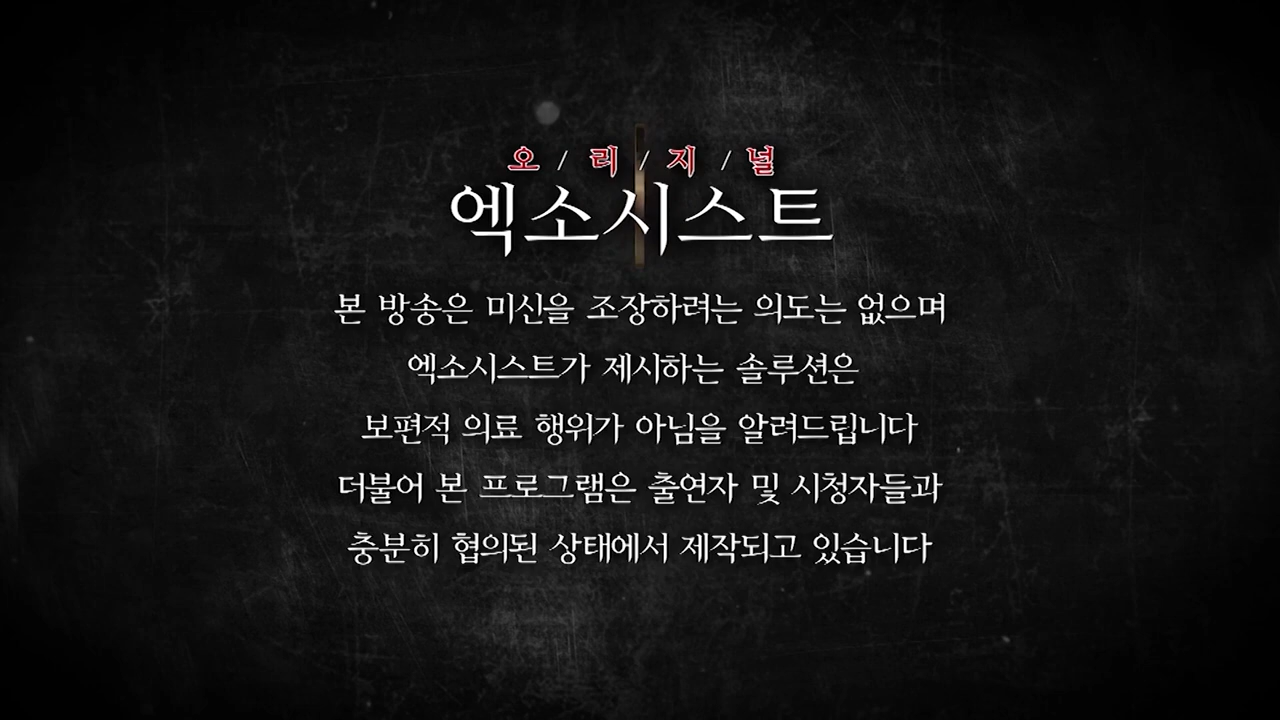 오/리/지/널
엑소시스트
본 방송은 미신을 조장하려는 의도는 없으며
엑소시스트가 제시하는 솔루션은
보편적 의료 행위가 아님을 알려드립니다
더불어 본 프로그램은 출연자 및 시청자들과
충분히 협의된 상태에서 제작되고 있습니다